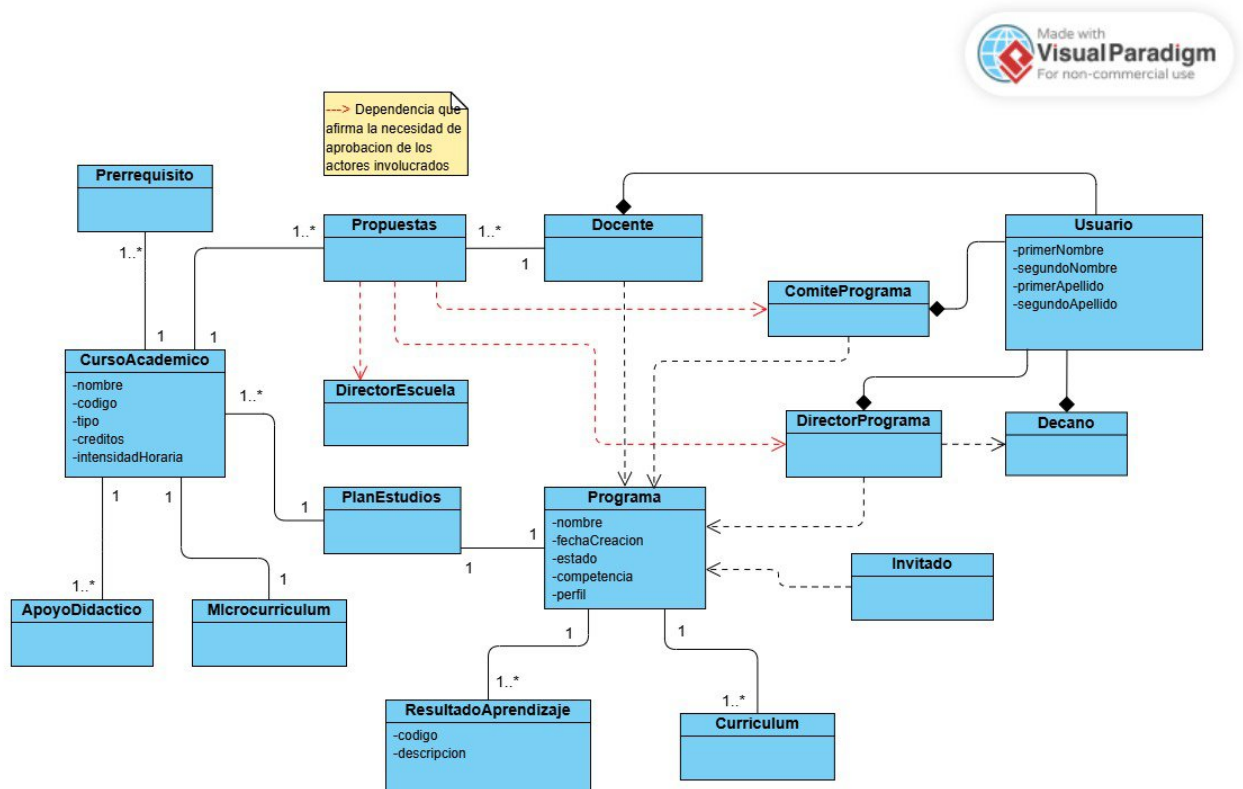 Made with
VisualParadigm
For non-commercial use
---> Dependencia que
afirma la necesidad de
aprobacion de los
actores involucrados
Prerrequisito
1..*
1
Propuestas
1..*
1..*
1
Docente
1
Usuario
-primerNombre
-segundoNombre
-primerApellido
-segundoApellido
ComitePrograma
CursoAcademico
-nombre
-codigo
-tipo
-creditos
-intensidadHoraria
1..*
1
1
DirectorEscuela
DirectorPrograma
Decano
PlanEstudios
1
1
1
Programa
-nombre
-fechaCreacion
-estado
-competencia
-perfil
Invitado
1..*
1
ApoyoDidactico
MIcrocurriculum
1
1
1..*
1..*
ResultadoAprendizaje
-codigo
-descripcion
Curriculum